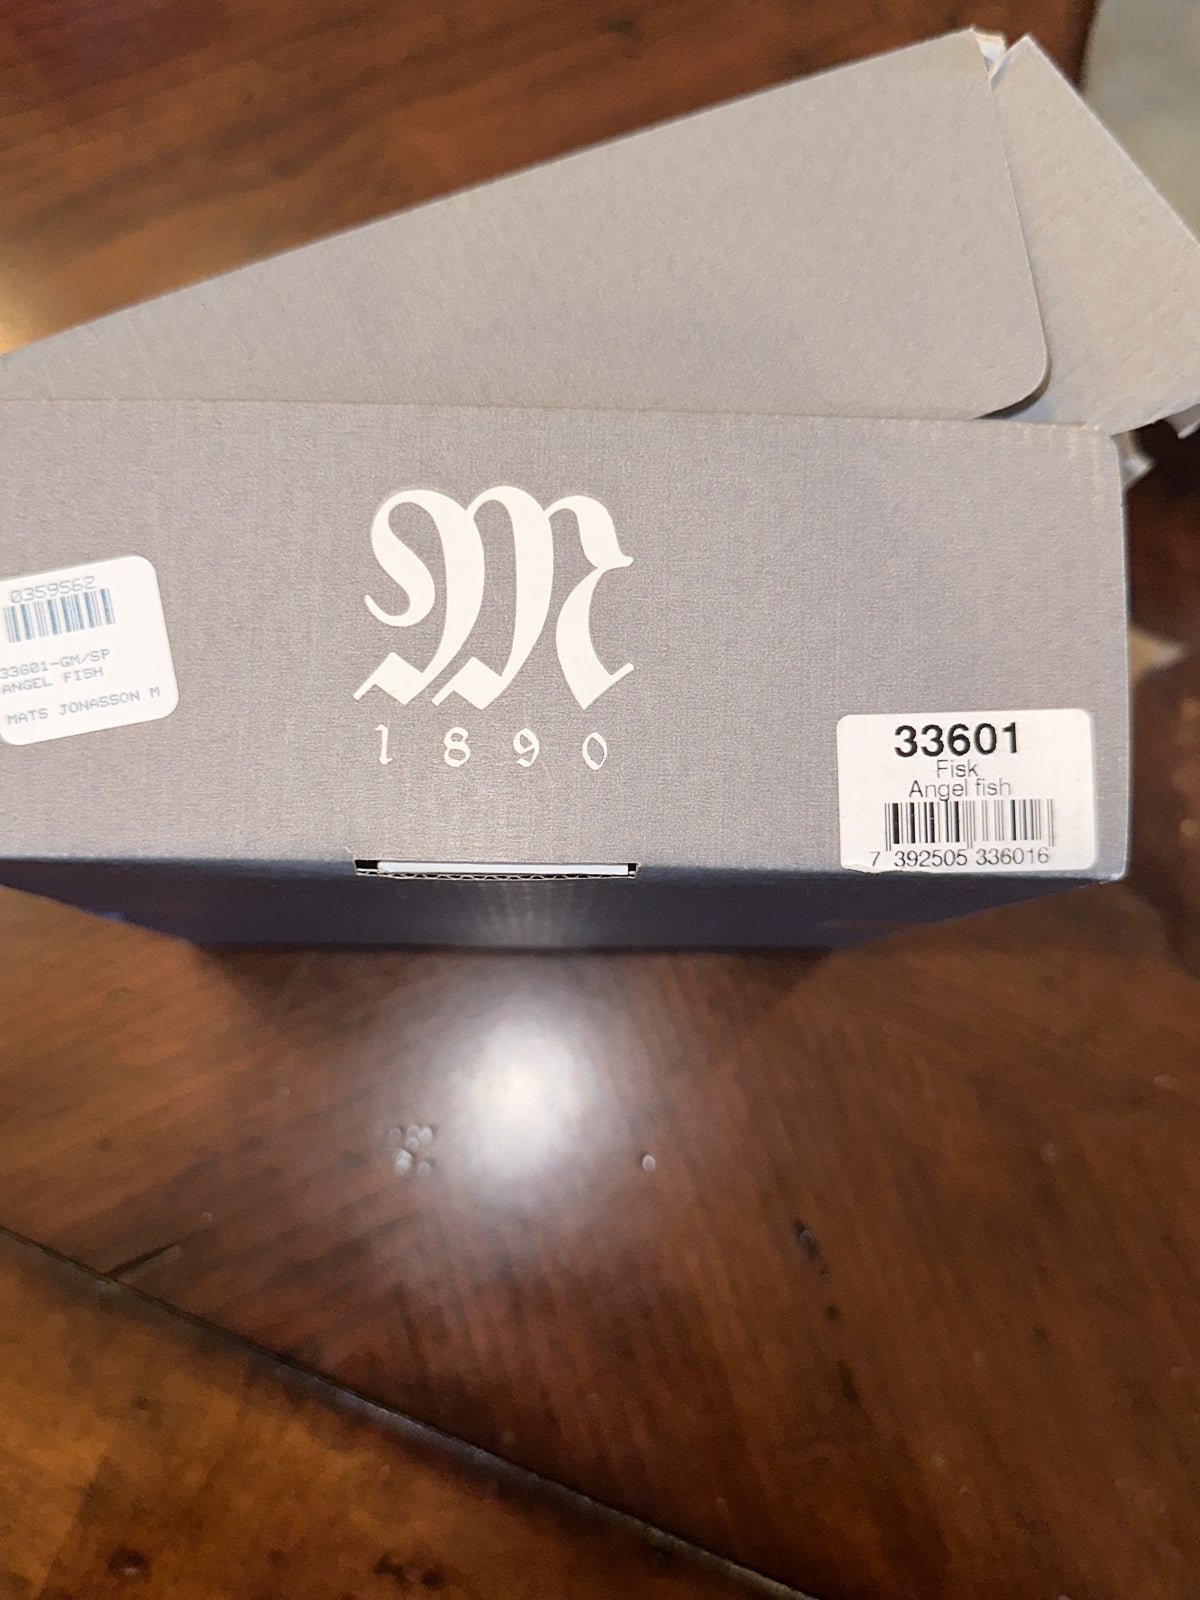 0359562
33601-GM/SP
ANGEL FISH
MATS JONASSON M
M
1890
33601
Fisk
Angel fish
7 392505 336016